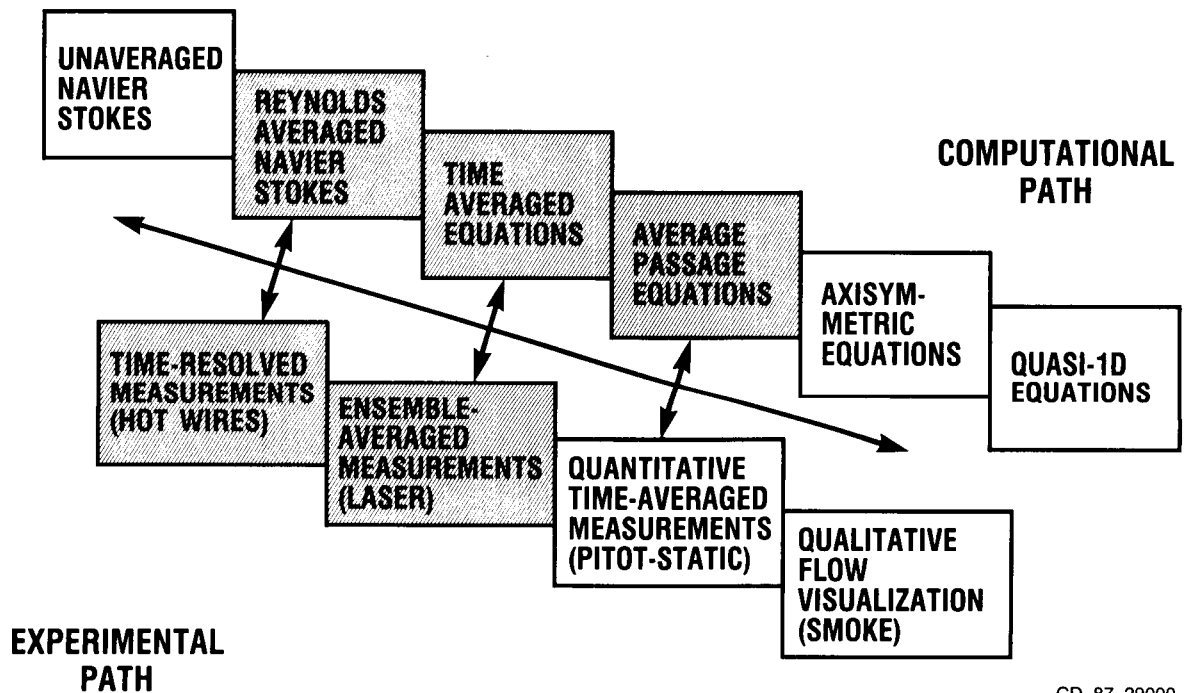 UNAVERAGED
NAVIER
STOKES
REYNOLDS
AVERAGED
NAVIER
STOKES
TIME
AVERAGED
EQUATIONS
AVERAGE
PASSAGE
EQUATIONS
AXISYM-
METRIC
EQUATIONS
QUASI-1D
EQUATIONS
COMPUTATIONAL
PATH
TIME-RESOLVED
MEASUREMENTS
(HOT WIRES)
ENSEMBLE-
AVERAGED
MEASUREMENTS
(LASER)
QUANTITATIVE
TIME-AVERAGED
MEASUREMENTS
(PITOT-STATIC)
QUALITATIVE
FLOW
VISUALIZATION
(SMOKE)
EXPERIMENTAL
PATH